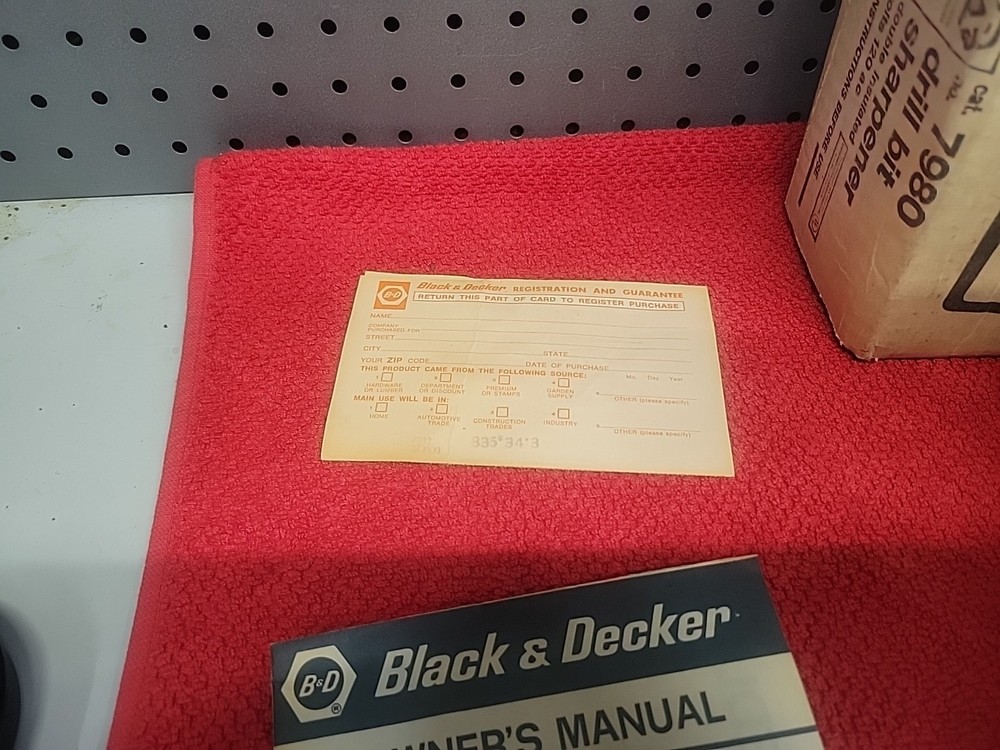 cat. no. 7980
drill bit
sharpener
double insulated
volts 120 ac
INSTRUCTIONS BEFORE USE
B&D
Black & Decker REGISTRATION AND GUARANTEE
RETURN THIS PART OF CARD TO REGISTER PURCHASE
NAME
COMPANY
PURCHASED FOR
STREET
CITY STATE
YOUR ZIP CODE DATE OF PURCHASE
Mo. Day Year
THIS PRODUCT CAME FROM THE FOLLOWING SOURCE:
HARDWARE OR LUMBER
DEPARTMENT OR DISCOUNT
PREMIUM OR STAMPS
GARDEN SUPPLY
OTHER (please specify)
MAIN USE WILL BE IN:
HOME
AUTOMOTIVE TRADE
CONSTRUCTION TRADES
INDUSTRY
OTHER (please specify)
B&D ®
Black & Decker
OWNER'S MANUAL